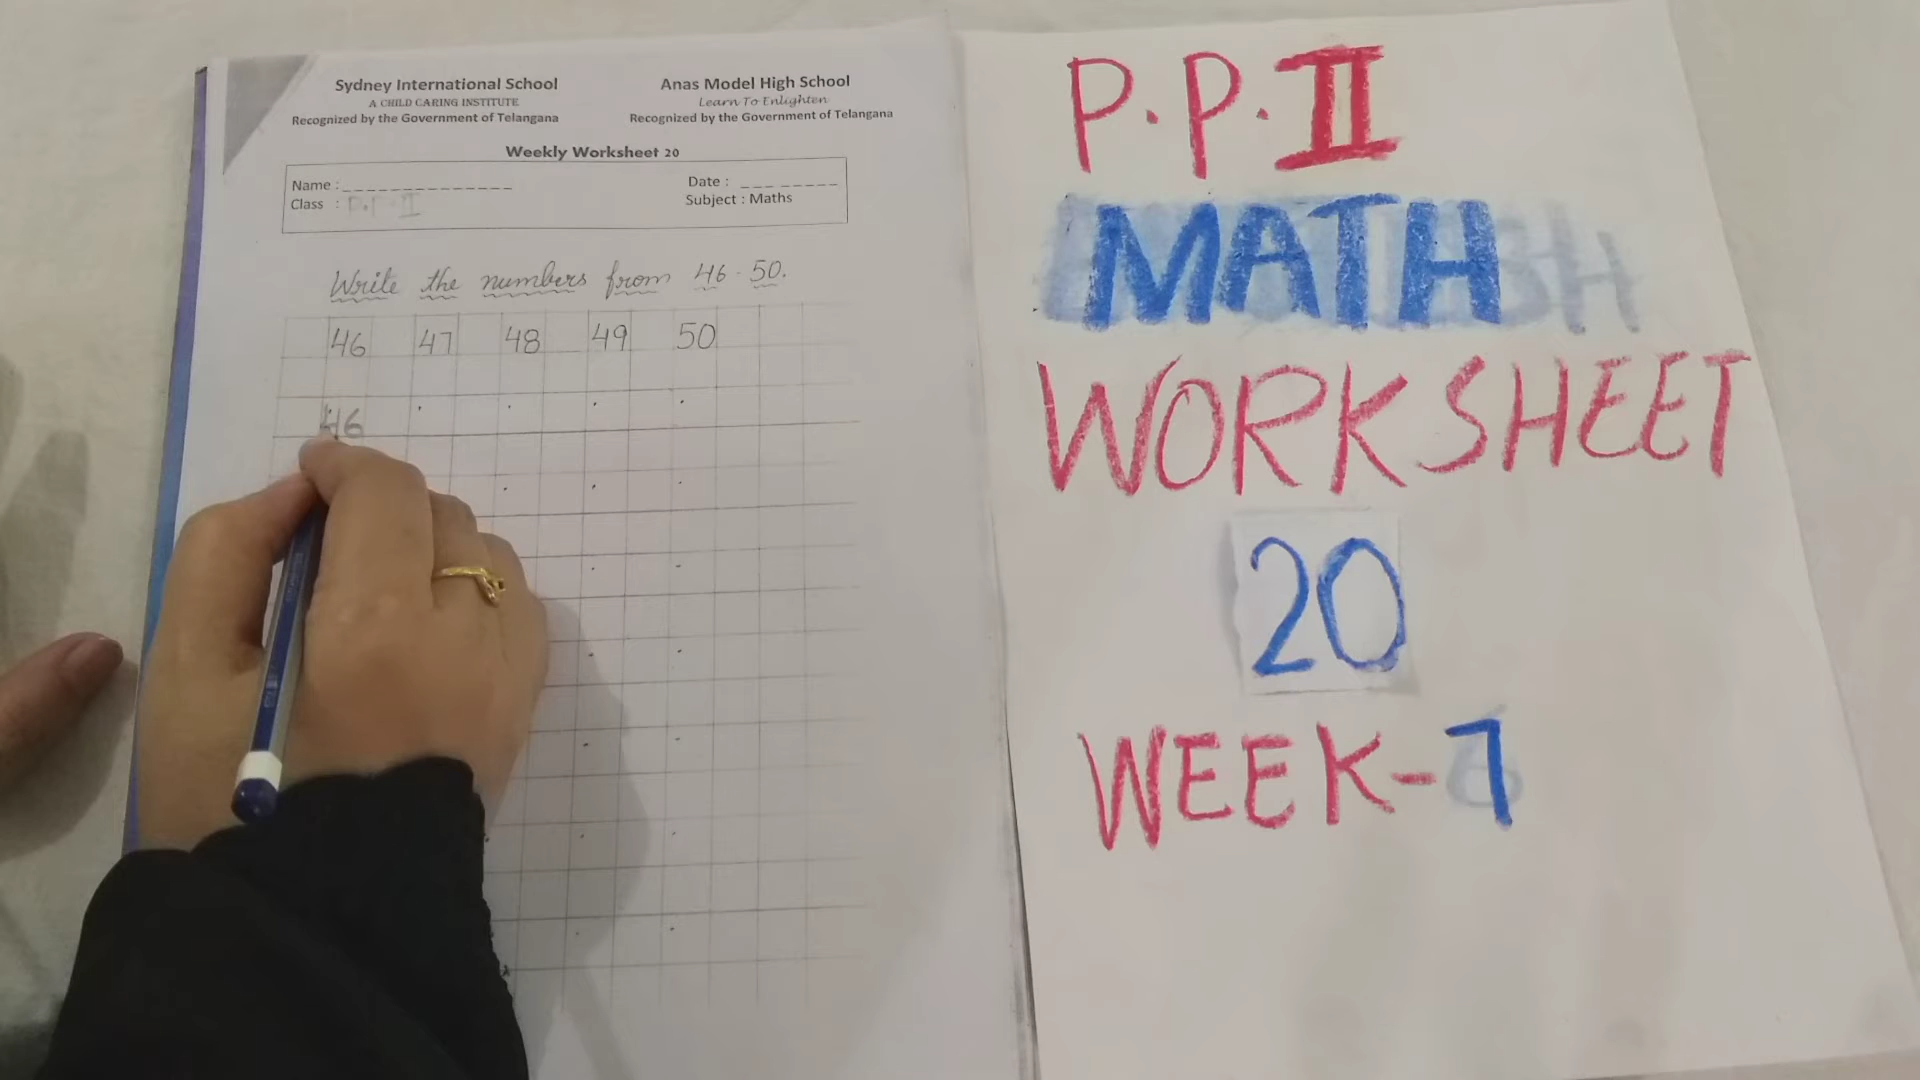 Sydney International School
A CHILD CARING INSTITUTE
Recognized by the Government of Telangana
Anas Model High School
Learn To Enlighten
Recognized by the Government of Telangana
Weekly Worksheet 20
Name : _ _ _ _ _ _ _ _ _ _ _ _ _ _
Date : _ _ _ _ _ _ _ _
Class : P.P-II
Subject : Maths
Write the numbers from 46-50.
46 47 48 49 50
46
P.P.II
MATH
WORKSHEET
20
WEEK-7